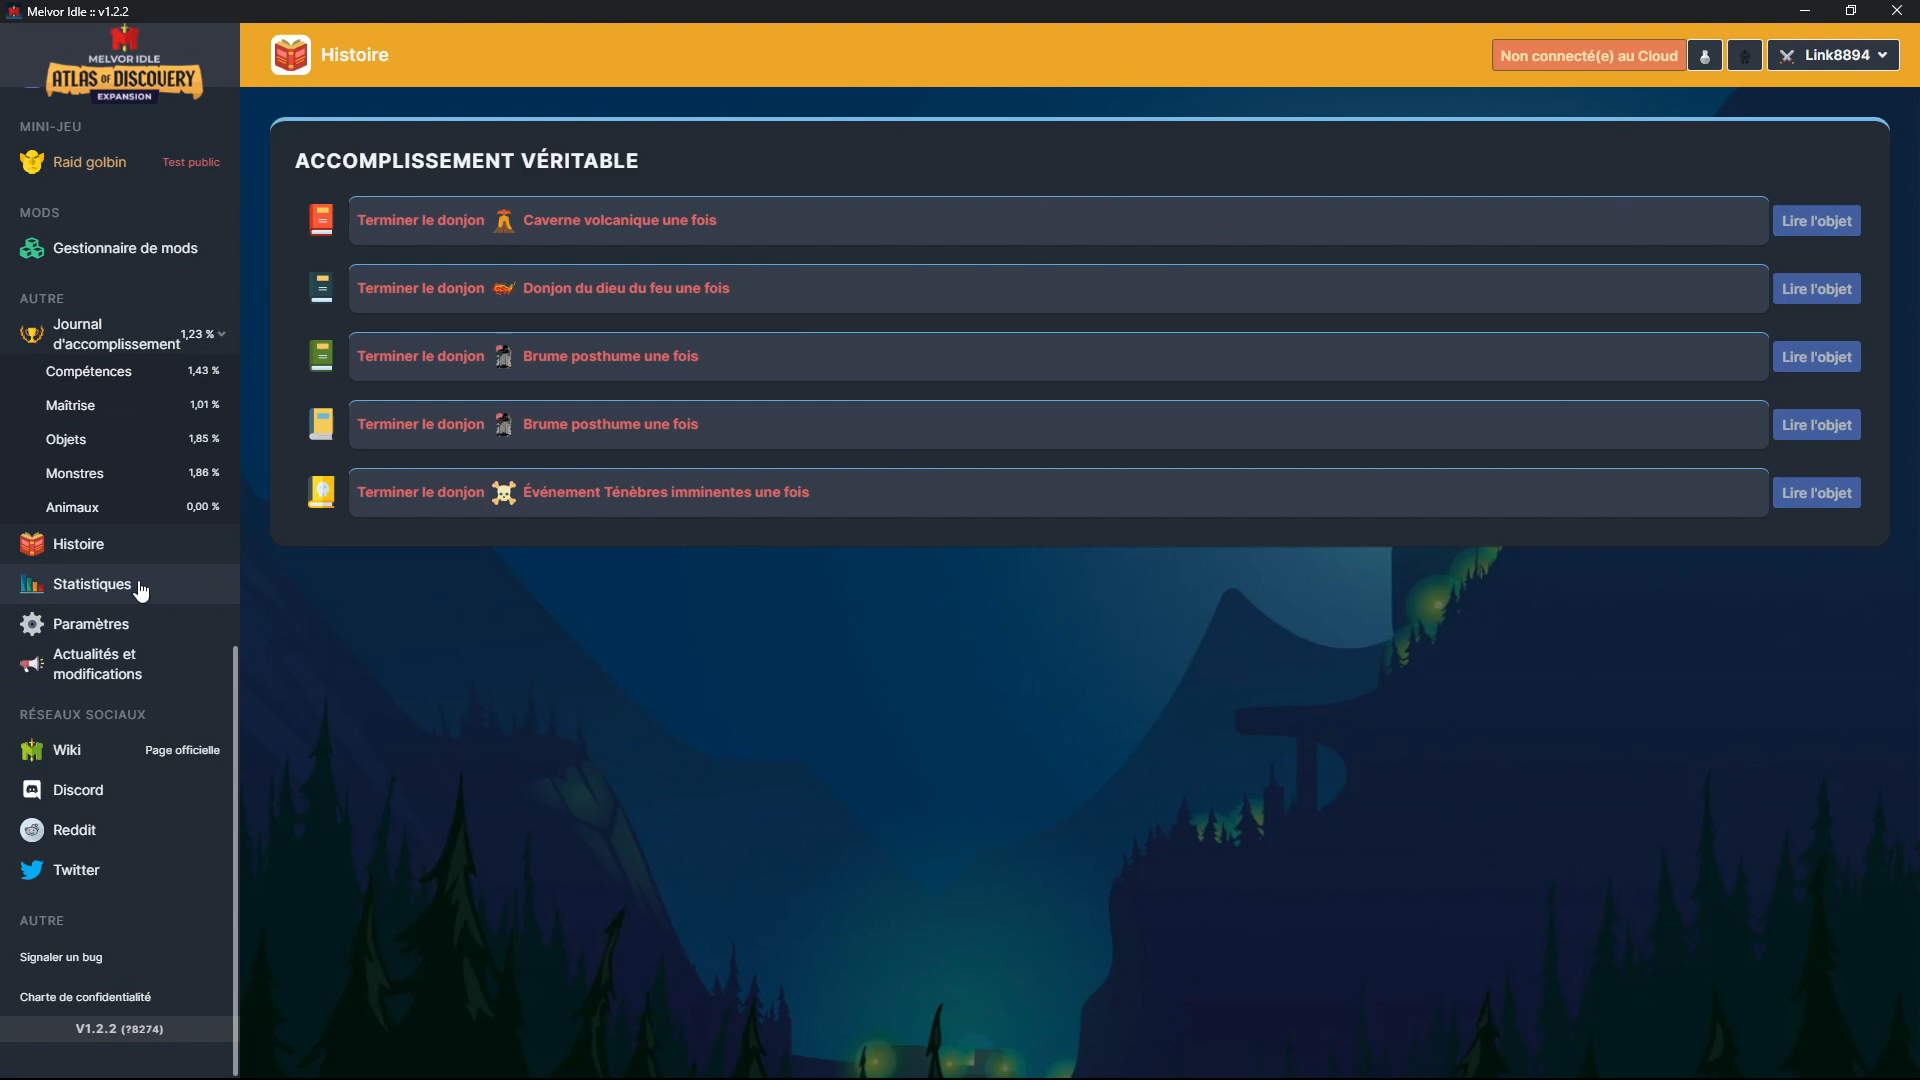 Melvor Idle :: v1.2.2
MELVOR IDLE
ATLAS OF DISCOVERY
EXPANSION
Histoire
Non connecté(e) au Cloud
Link8894
MINI-JEU
Raid golbin Test public
MODS
Gestionnaire de mods
AUTRE
Journal
d'accomplissement 1,23 %
Compétences 1,43 %
Maîtrise 1,01 %
Objets 1,85 %
Monstres 1,86 %
Animaux 0,00 %
Histoire
Statistiques
Paramètres
Actualités et
modifications
RÉSEAUX SOCIAUX
Wiki Page officielle
Discord
Reddit
Twitter
AUTRE
Signaler un bug
Charte de confidentialité
V1.2.2 (?8274)
ACCOMPLISSEMENT VÉRITABLE
Terminer le donjon Caverne volcanique une fois Lire l'objet
Terminer le donjon Donjon du dieu du feu une fois Lire l'objet
Terminer le donjon Brume posthume une fois Lire l'objet
Terminer le donjon Brume posthume une fois Lire l'objet
Terminer le donjon Événement Ténèbres imminentes une fois Lire l'objet